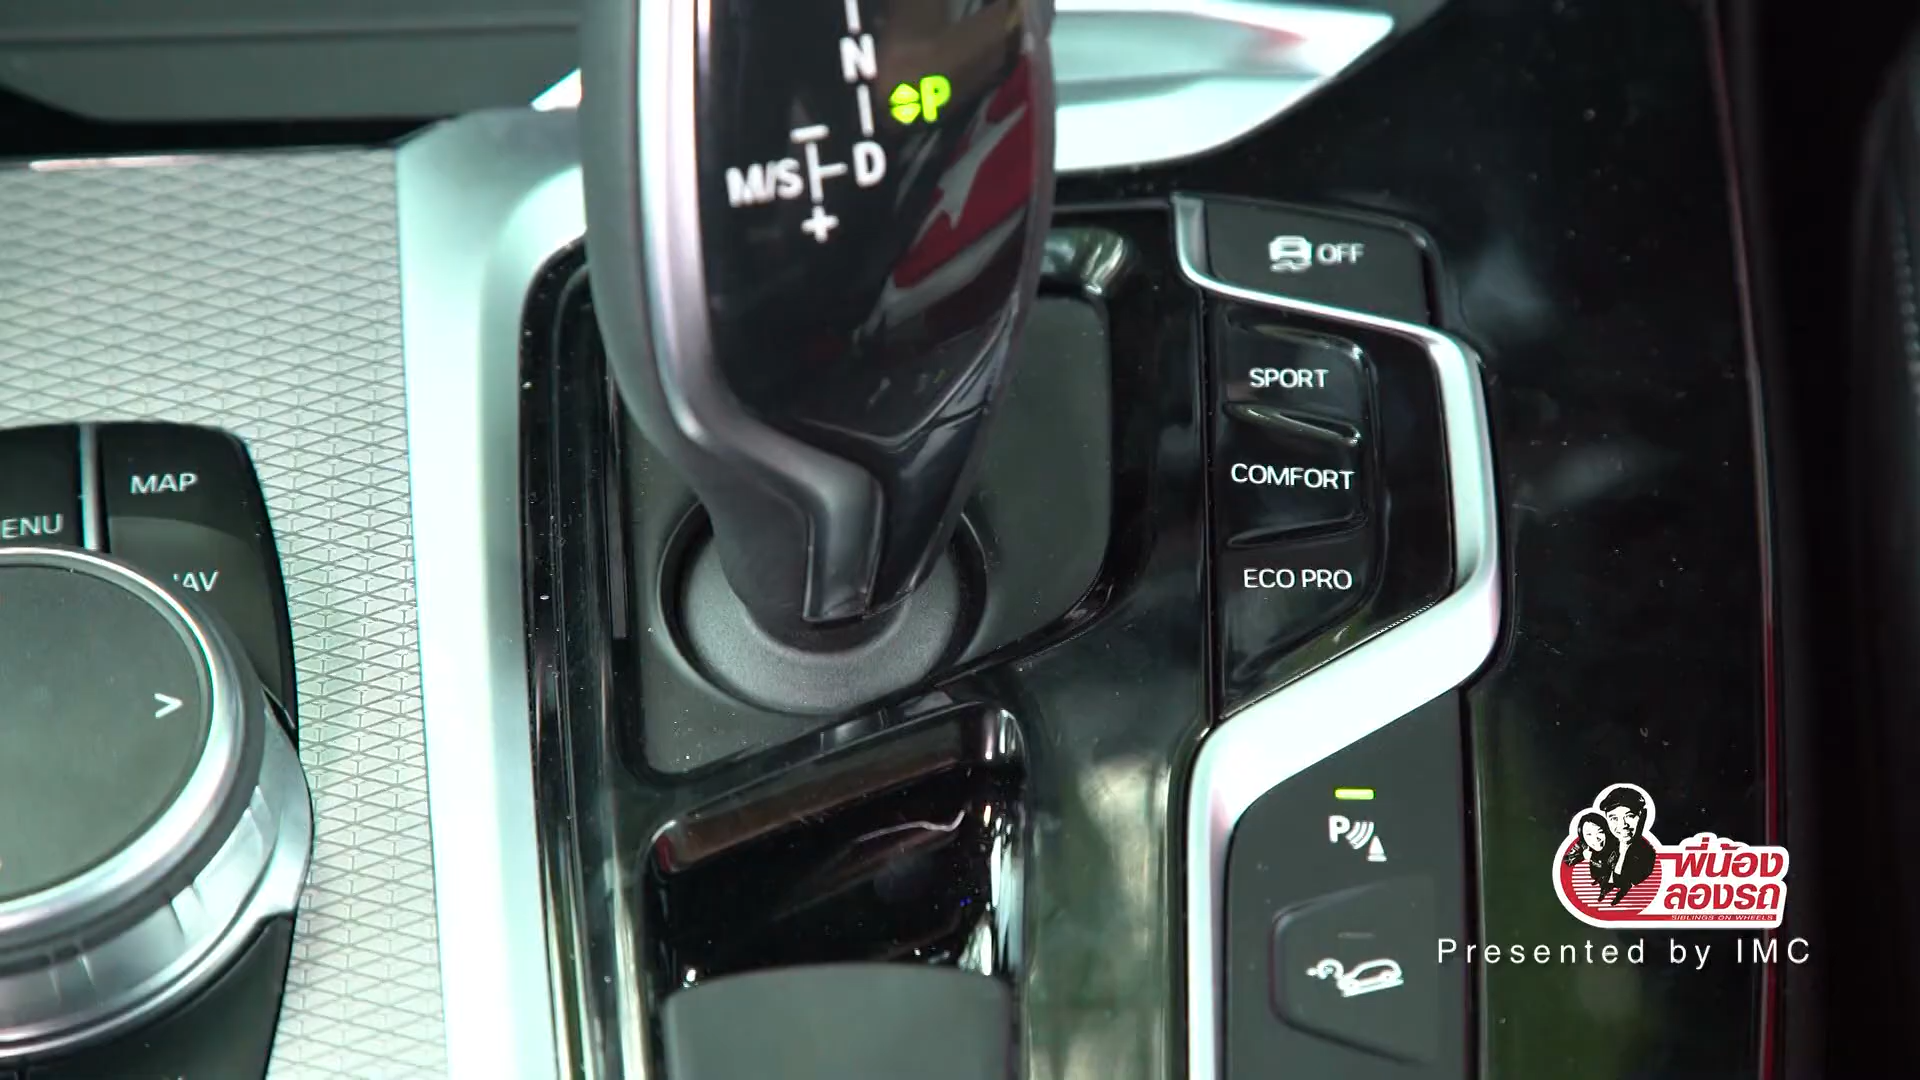 N
P
M/S
D
+
OFF
SPORT
COMFORT
ECO PRO
MAP
ENU
AV
P
พี่น้อง
ลองรถ
SIBLINGS ON WHEELS
Presented by IMC